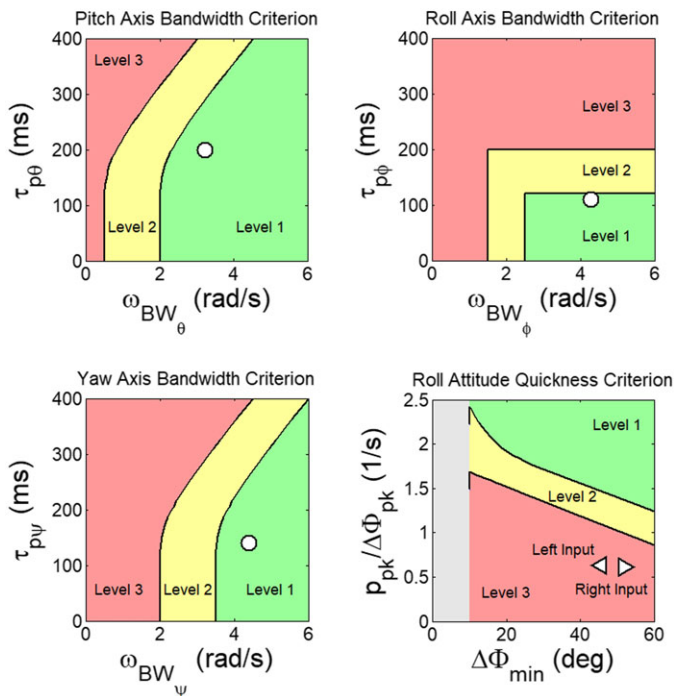 Pitch Axis Bandwidth Criterion
400
300
200
100
0
τpθ (ms)
Level 3
Level 2
Level 1
0 2 4 6
ωBWθ (rad/s)
Roll Axis Bandwidth Criterion
400
300
200
100
0
τpϕ (ms)
Level 3
Level 2
Level 1
0 2 4 6
ωBWϕ (rad/s)
Yaw Axis Bandwidth Criterion
400
300
200
100
0
τpψ (ms)
Level 3
Level 2
Level 1
0 2 4 6
ωBWψ (rad/s)
Roll Attitude Quickness Criterion
2.5
2
1.5
1
0.5
0
ppk/ΔΦpk (1/s)
Level 1
Level 2
Left Input
Right Input
Level 3
0 20 40 60
ΔΦmin (deg)